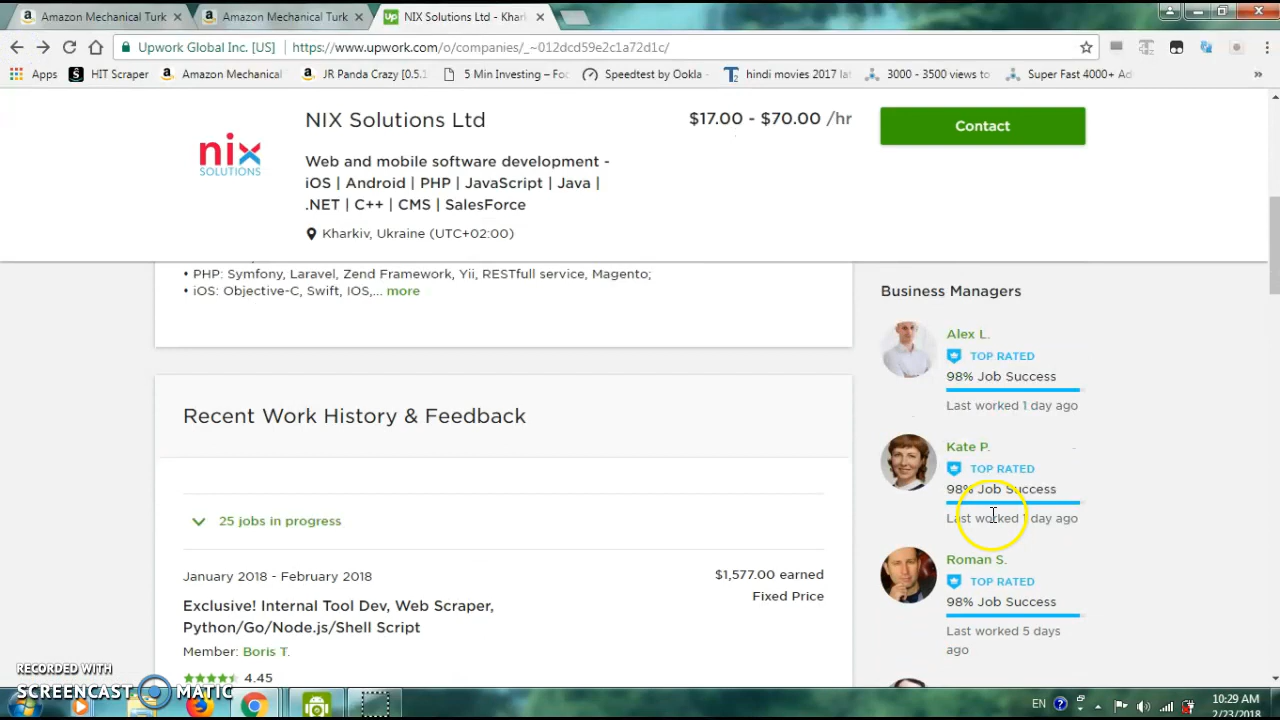 Amazon Mechanical Turk
Amazon Mechanical Turk
NIX Solutions Ltd - Khark
Upwork Global Inc. [US]
https://www.upwork.com/o/companies/_~012dcd59e2c1a72d1c/
Apps
HIT Scraper
Amazon Mechanical
JR Panda Crazy [0.5.
5 Min Investing – Fo
Speedtest by Ookla
hindi movies 2017 la
3000 - 3500 views to
Super Fast 4000+ Ad
»
nix
SOLUTIONS
NIX Solutions Ltd
$17.00 - $70.00 /hr
Contact
Web and mobile software development -
iOS | Android | PHP | JavaScript | Java |
.NET | C++ | CMS | SalesForce
Kharkiv, Ukraine (UTC+02:00)
• PHP: Symfony, Laravel, Zend Framework, Yii, RESTfull service, Magento;
• iOS: Objective-C, Swift, IOS,... more
Recent Work History & Feedback
25 jobs in progress
January 2018 - February 2018
$1,577.00 earned
Fixed Price
Exclusive! Internal Tool Dev, Web Scraper,
Python/Go/Node.js/Shell Script
Member: Boris T.
4.45
Business Managers
Alex L.
TOP RATED
98% Job Success
Last worked 1 day ago
Kate P.
TOP RATED
98% Job Success
Last worked 1 day ago
Roman S.
TOP RATED
98% Job Success
Last worked 5 days
ago
RECORDED WITH
SCREENCAST MATIC
EN
10:29 AM
2/23/2018